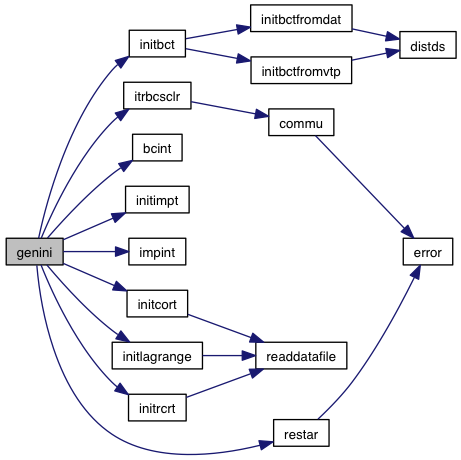 initbctfromdat
initbct
distds
initbctfromvtp
itrbcsclr
commu
bcint
initimpt
genini
impint
error
initcort
initlagrange
readdatafile
initrcrt
restar